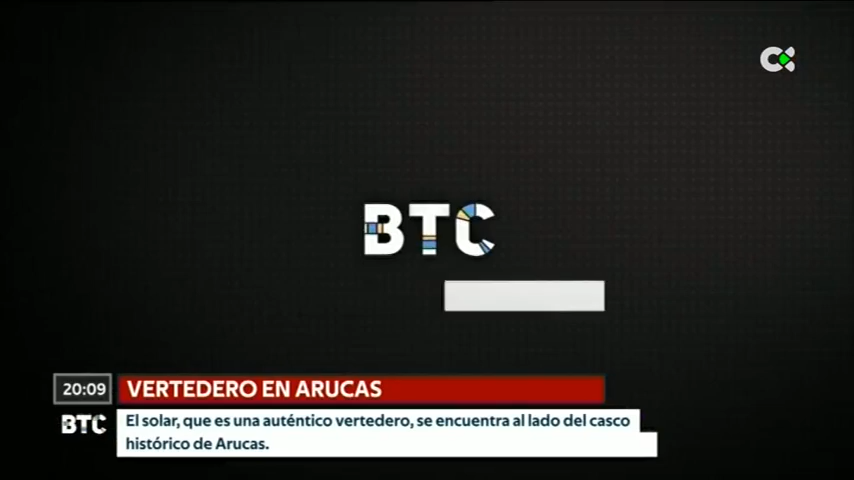 BTC
20:09
VERTEDERO EN ARUCAS
BTC
El solar, que es una auténtico vertedero, se encuentra al lado del casco
histórico de Arucas.